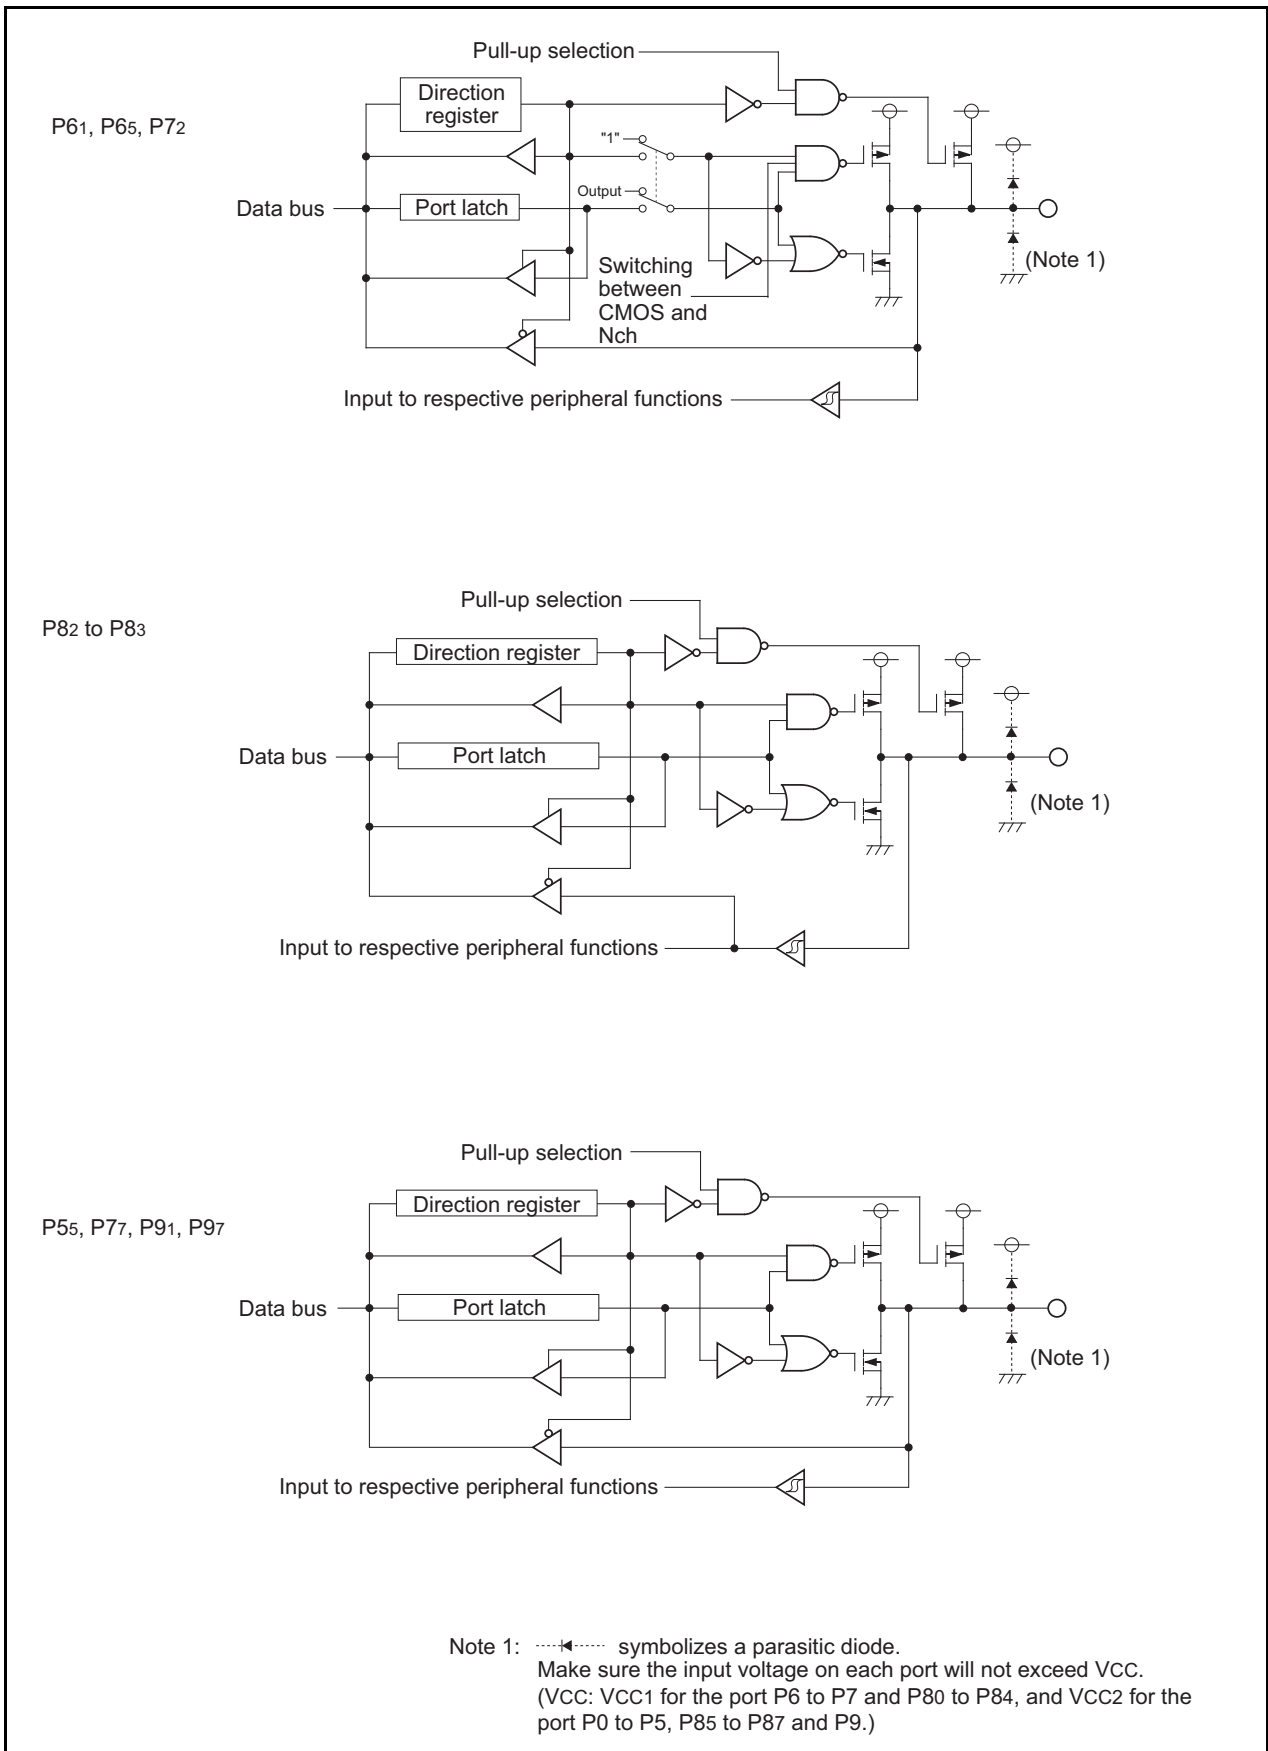 Pull-up selection
Direction
register
P61, P65, P72
"1"
Output
Data bus
Port latch
(Note 1)
Switching
between
CMOS and
Nch
Input to respective peripheral functions
Pull-up selection
P82 to P83
Direction register
Data bus
Port latch
(Note 1)
Input to respective peripheral functions
Pull-up selection
Direction register
P55, P77, P91, P97
Data bus
Port latch
(Note 1)
Input to respective peripheral functions
Note 1: symbolizes a parasitic diode.
Make sure the input voltage on each port will not exceed VCC.
(VCC: VCC1 for the port P6 to P7 and P80 to P84, and VCC2 for the
port P0 to P5, P85 to P87 and P9.)